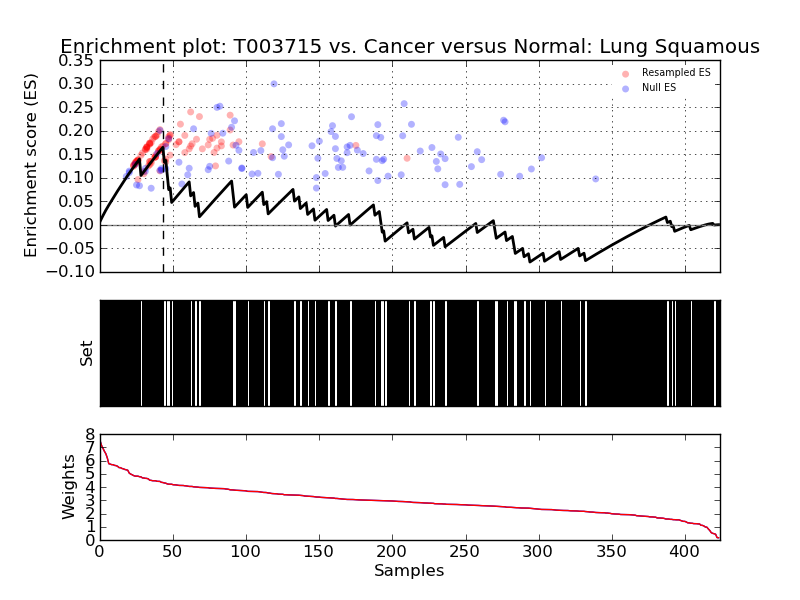 Enrichment plot: T003715 vs. Cancer versus Normal: Lung Squamous
Enrichment score (ES)
0.35
0.30
0.25
0.20
0.15
0.10
0.05
0.00
−0.05
−0.10
Resampled ES
Null ES
Set
Weights
8
7
6
5
4
3
2
1
0
0 50 100 150 200 250 300 350 400
Samples